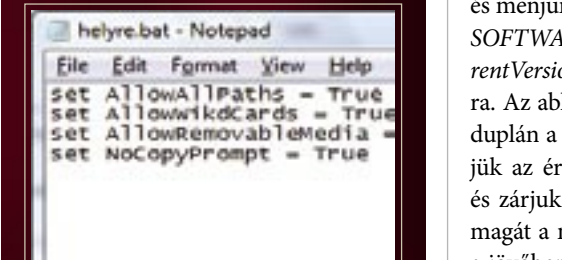 helyre.bat - Notepad
File Edit Format View Help
set AllowAllPaths = True
set AllowWikdCards = True
set AllowRemovableMedia =
set NoCopyPrompt = True
és menjün
SOFTWA
rentVersio
ra. Az abl
duplán a
jük az ér
és zárjuk
magát a r